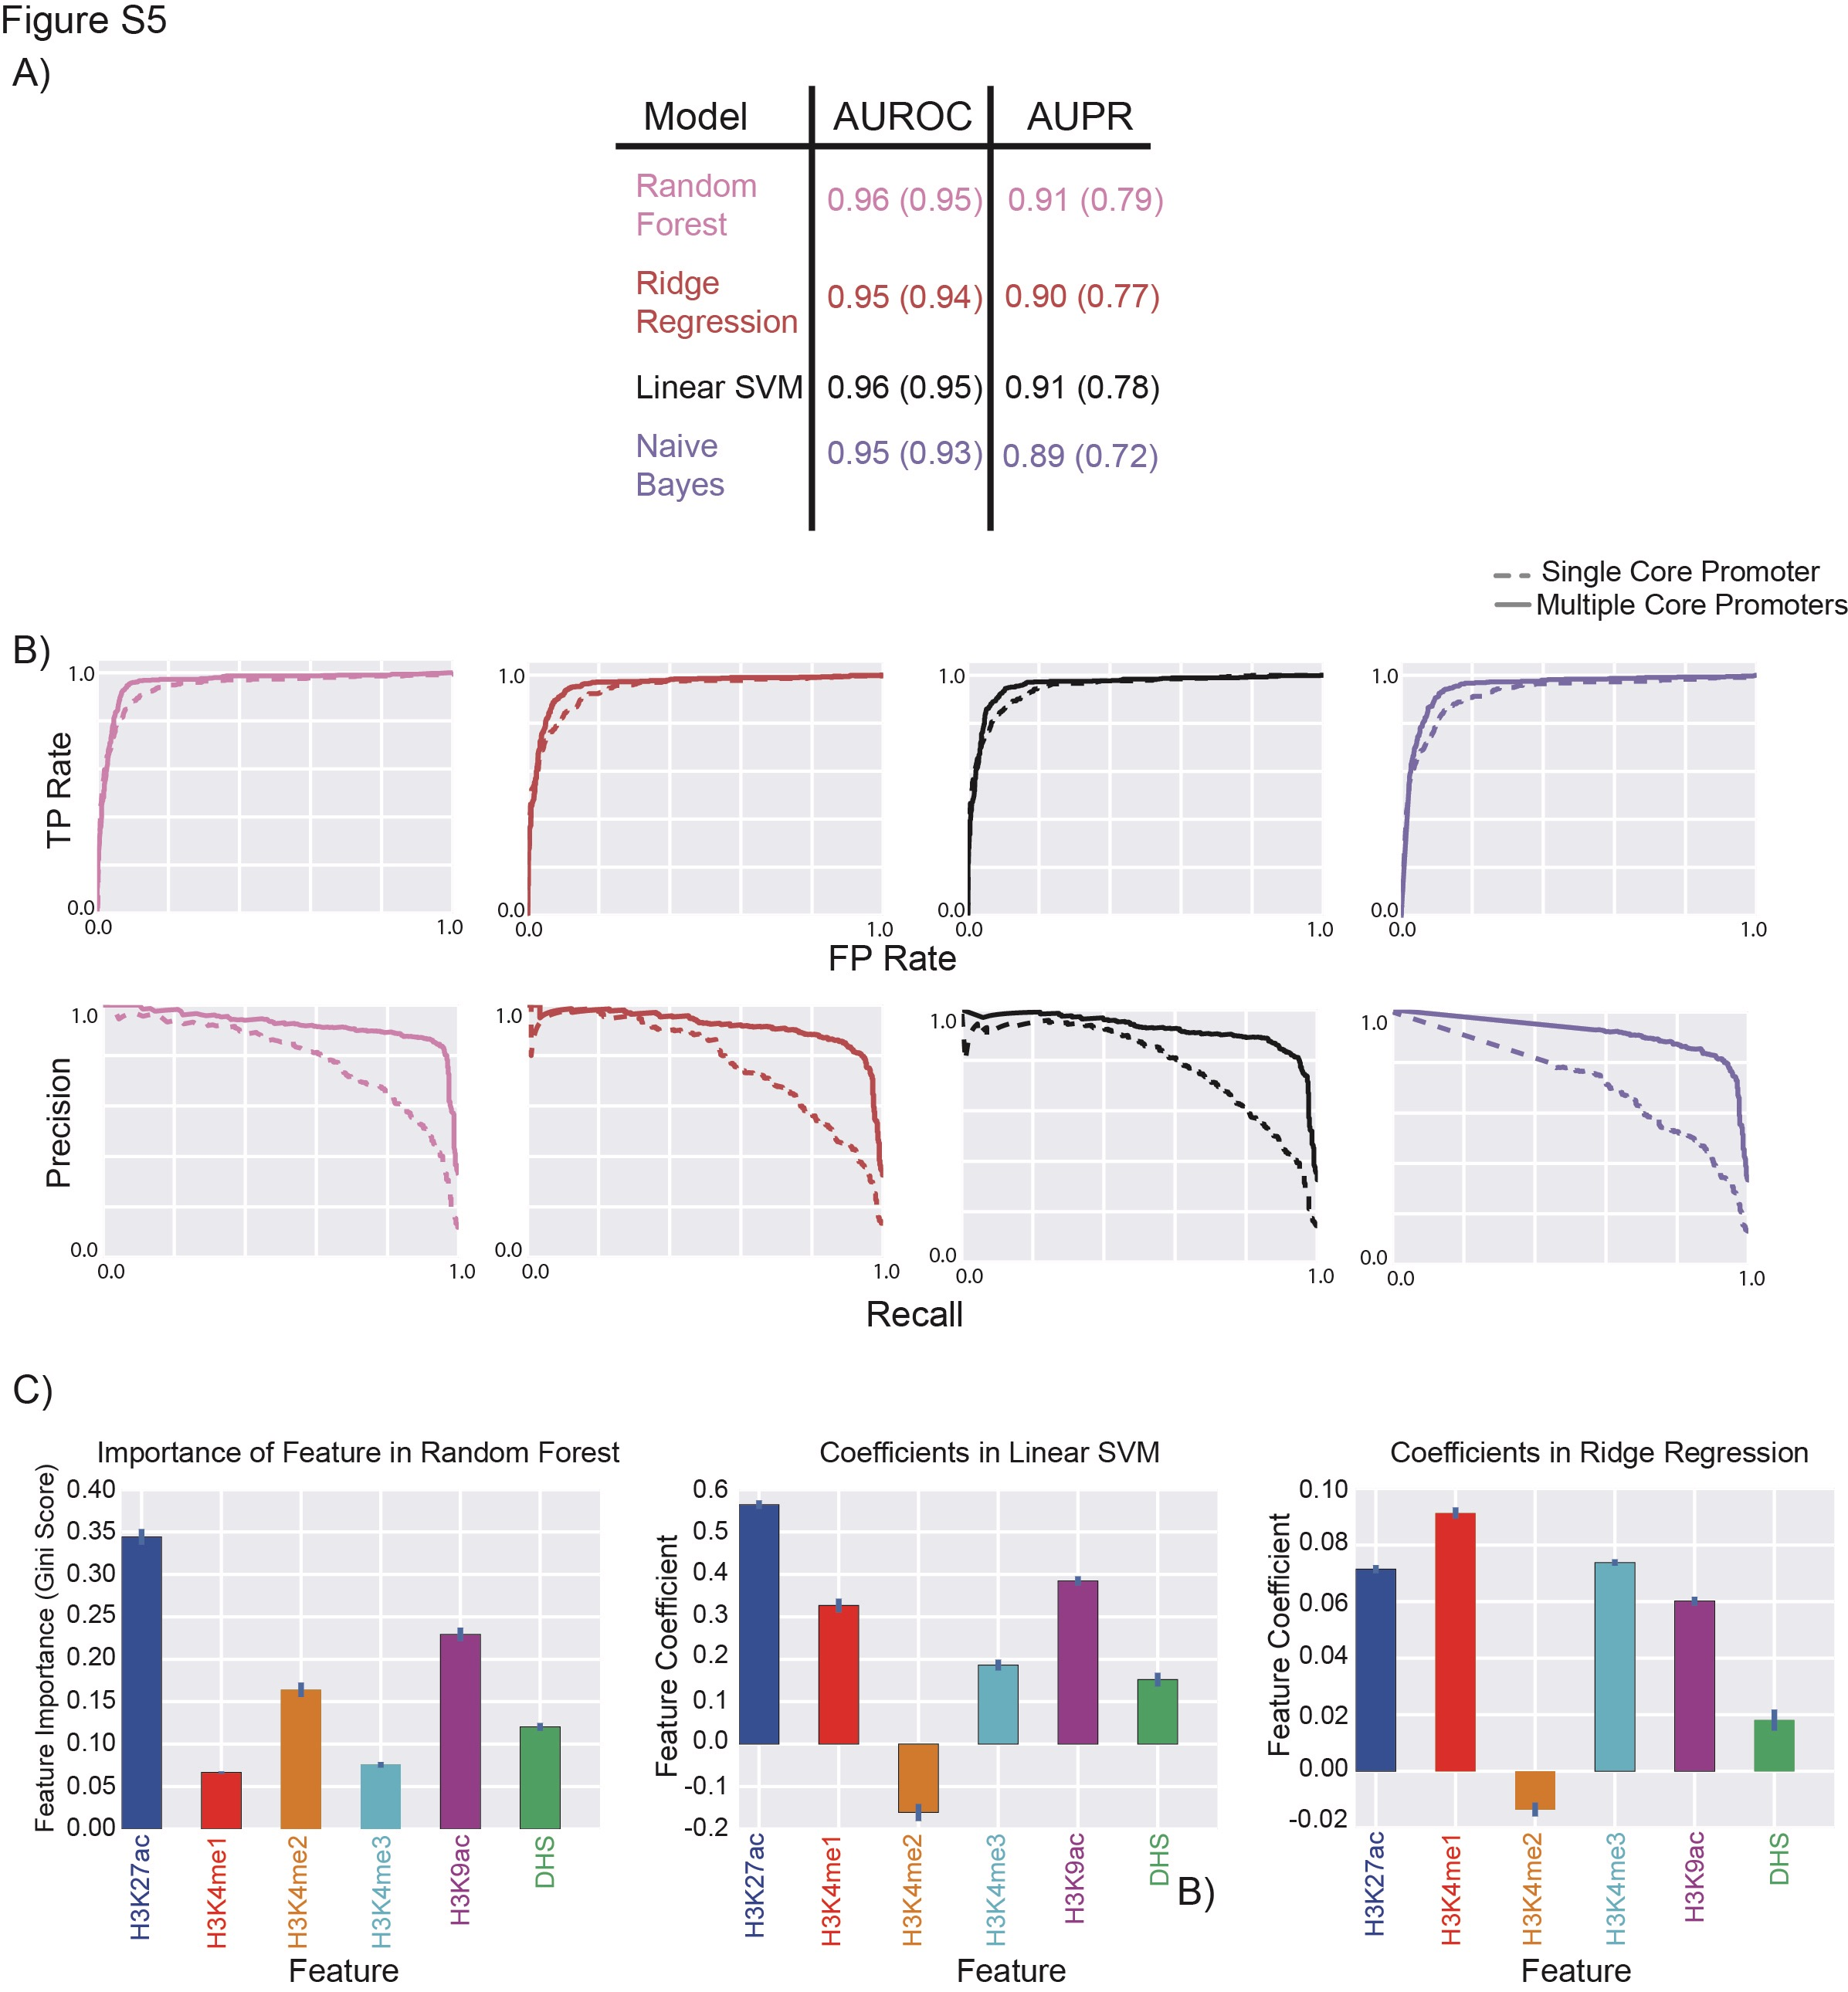 Figure S5
A)
Model AUROC AUPR
Random
Forest
0.96 (0.95) 0.91 (0.79)
Ridge
Regression
0.95 (0.94) 0.90 (0.77)
Linear SVM 0.96 (0.95) 0.91 (0.78)
Naive
Bayes
0.95 (0.93) 0.89 (0.72)
Single Core Promoter
Multiple Core Promoters
B)
TP Rate
1.0 1.0 1.0 1.0
0.0 0.0 0.0 0.0
0.0 1.0 0.0 1.0 0.0 1.0 0.0 1.0
FP Rate
Precision
1.0 1.0 1.0 1.0
0.0 0.0 0.0 0.0
0.0 1.0 0.0 1.0 0.0 1.0 0.0 1.0
Recall
C)
Importance of Feature in Random Forest
Feature Importance (Gini Score)
0.40
0.35
0.30
0.25
0.20
0.15
0.10
0.05
0.00
H3K27ac
H3K4me1
H3K4me2
H3K4me3
H3K9ac
DHS
Feature
Coefficients in Linear SVM
Feature Coefficient
0.6
0.5
0.4
0.3
0.2
0.1
0.0
-0.1
-0.2
H3K27ac
H3K4me1
H3K4me2
H3K4me3
H3K9ac
DHS
Feature
B)
Coefficients in Ridge Regression
Feature Coefficient
0.10
0.08
0.06
0.04
0.02
0.00
-0.02
H3K27ac
H3K4me1
H3K4me2
H3K4me3
H3K9ac
DHS
Feature